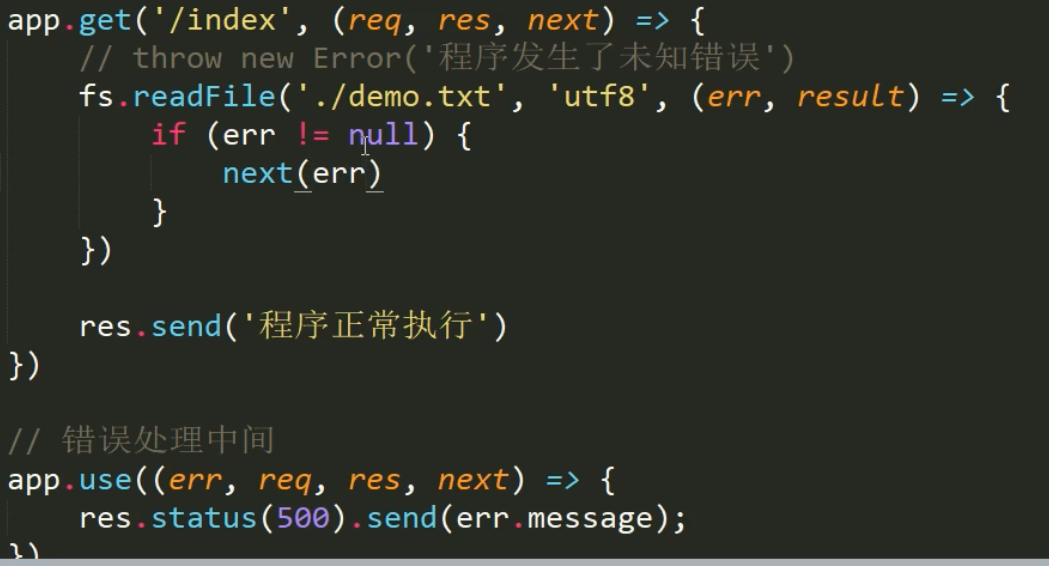 app.get('/index', (req, res, next) => {
    // throw new Error('程序发生了未知错误')
    fs.readFile('./demo.txt', 'utf8', (err, result) => {
        if (err != null) {
            next(err)
        }
    })

    res.send('程序正常执行')
})

// 错误处理中间
app.use((err, req, res, next) => {
    res.status(500).send(err.message);
})